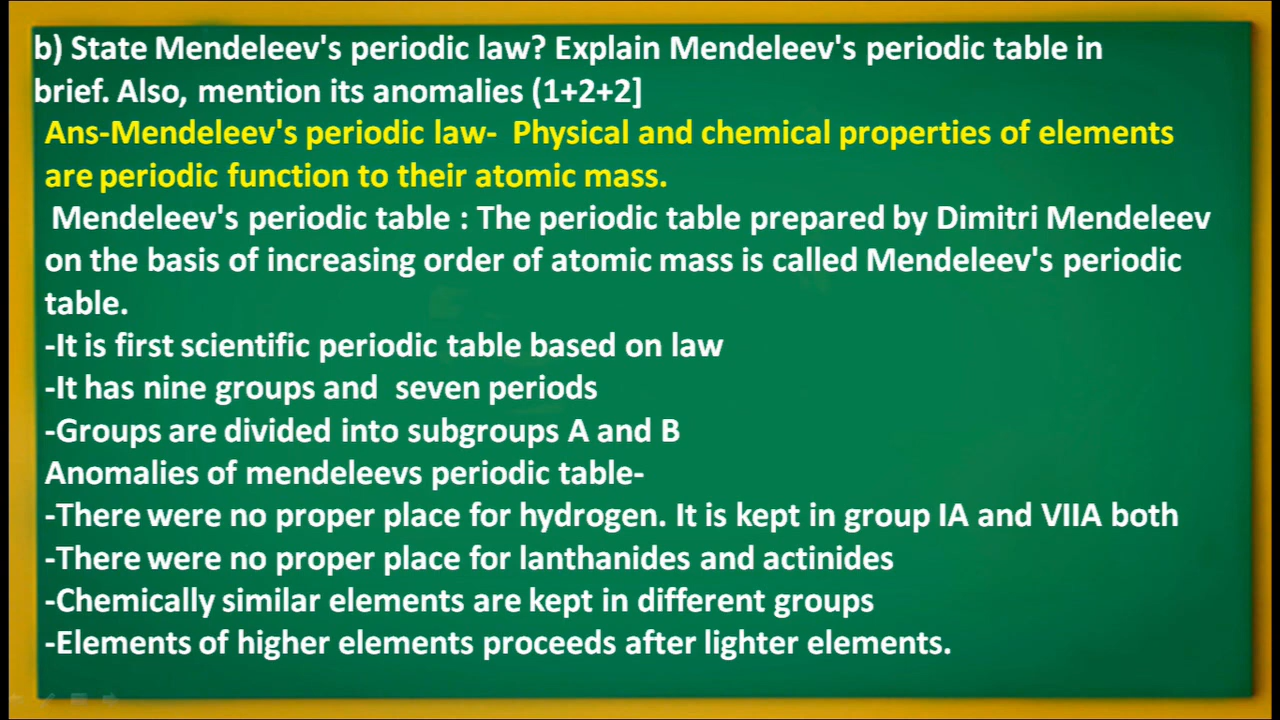 b) State Mendeleev's periodic law? Explain Mendeleev's periodic table in
brief. Also, mention its anomalies (1+2+2]
Ans-Mendeleev's periodic law- Physical and chemical properties of elements
are periodic function to their atomic mass.
Mendeleev's periodic table : The periodic table prepared by Dimitri Mendeleev
on the basis of increasing order of atomic mass is called Mendeleev's periodic
table.
-It is first scientific periodic table based on law
-It has nine groups and seven periods
-Groups are divided into subgroups A and B
Anomalies of mendeleevs periodic table-
-There were no proper place for hydrogen. It is kept in group IA and VIIA both
-There were no proper place for lanthanides and actinides
-Chemically similar elements are kept in different groups
-Elements of higher elements proceeds after lighter elements.